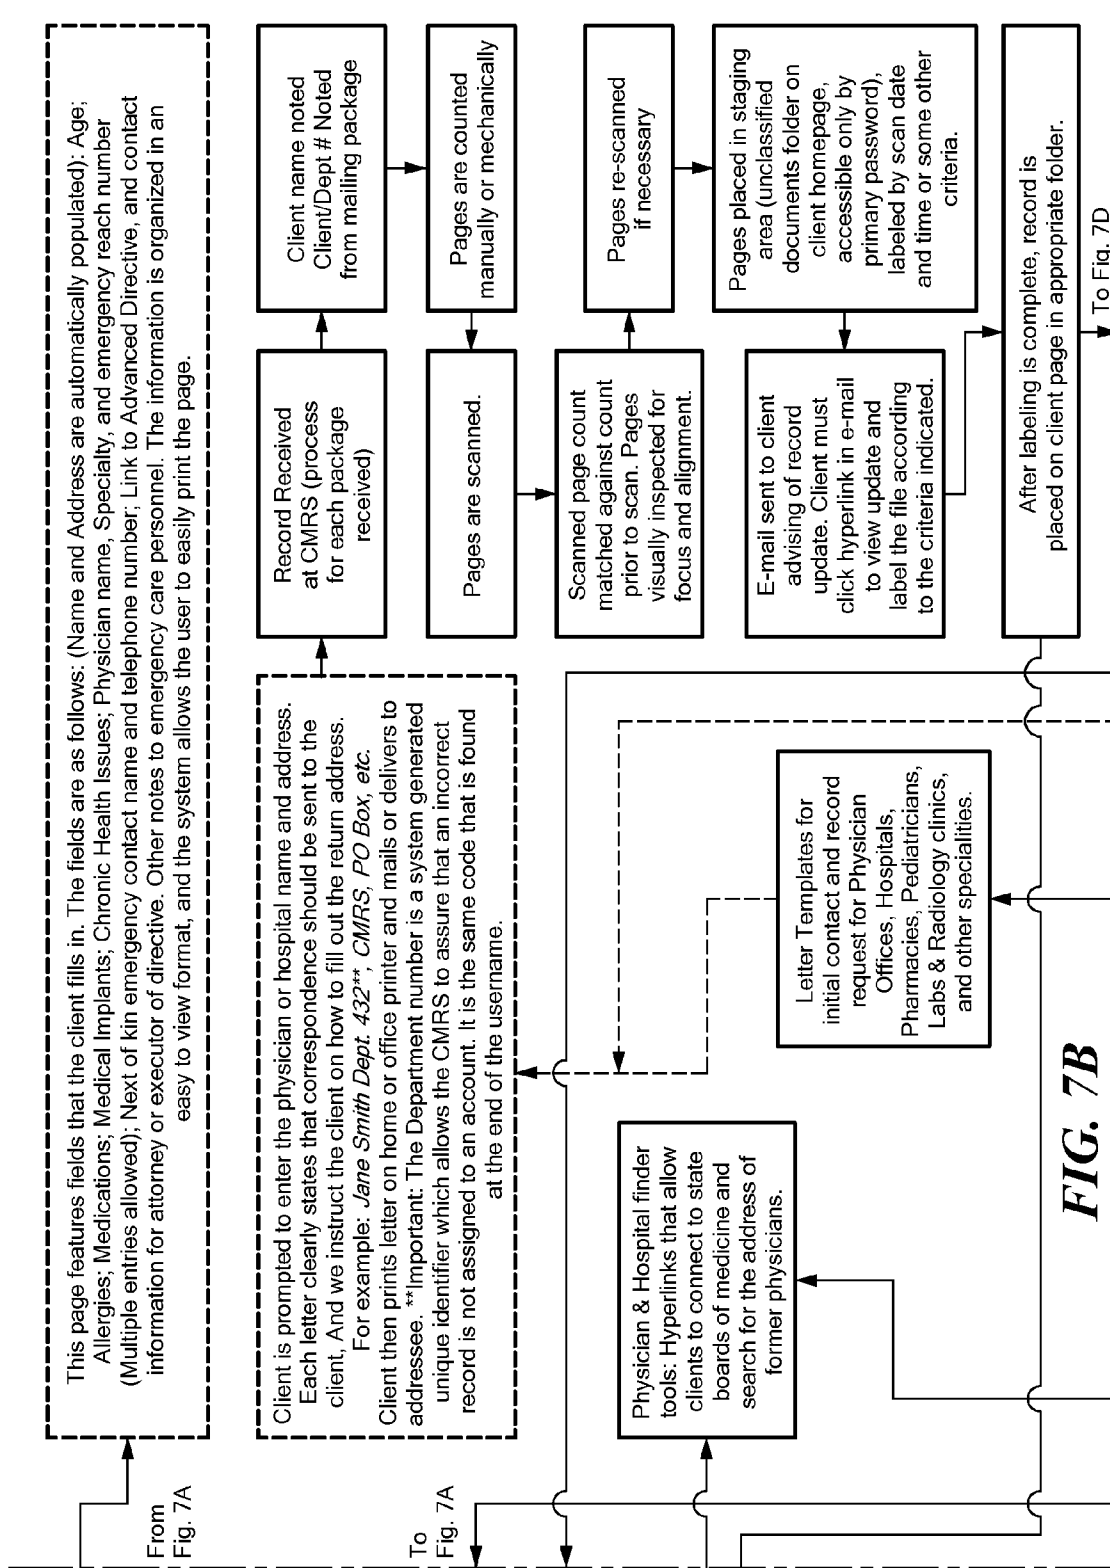 This page features fields that the client fills in. The fields are as follows: (Name and Address are automatically populated): Age;
Allergies; Medications; Medical Implants; Chronic Health Issues; Physician name, Specialty, and emergency reach number
(Multiple entries allowed); Next of kin emergency contact name and telephone number; Link to Advanced Directive, and contact
information for attorney or executor of directive. Other notes to emergency care personnel. The information is organized in an
easy to view format, and the system allows the user to easily print the page.
From
Fig. 7A
Client is prompted to enter the physician or hospital name and address.
Each letter clearly states that correspondence should be sent to the
client, And we instruct the client on how to fill out the return address.
For example: Jane Smith Dept. 432**, CMRS, PO Box, etc.
Client then prints letter on home or office printer and mails or delivers to
addressee. **Important: The Department number is a system generated
unique identifier which allows the CMRS to assure that an incorrect
record is not assigned to an account. It is the same code that is found
at the end of the username.
Record Received
at CMRS (process
for each package
received)
Client name noted
Client/Dept # Noted
from mailing package
Pages are counted
manually or mechanically
Pages are scanned.
Scanned page count
matched against count
prior to scan. Pages
visually inspected for
focus and alignment.
Pages re-scanned
if necessary
Pages placed in staging
area (unclassified
documents folder on
client homepage,
accessible only by
primary password),
labeled by scan date
and time or some other
criteria.
E-mail sent to client
advising of record
update. Client must
click hyperlink in e-mail
to view update and
label the file according
to the criteria indicated.
After labeling is complete, record is
placed on client page in appropriate folder.
To Fig. 7D
To
Fig. 7A
Physician & Hospital finder
tools: Hyperlinks that allow
clients to connect to state
boards of medicine and
search for the address of
former physicians.
Letter Templates for
initial contact and record
request for Physician
Offices, Hospitals,
Pharmacies, Pediatricians,
Labs & Radiology clinics,
and other specialities.
FIG. 7B